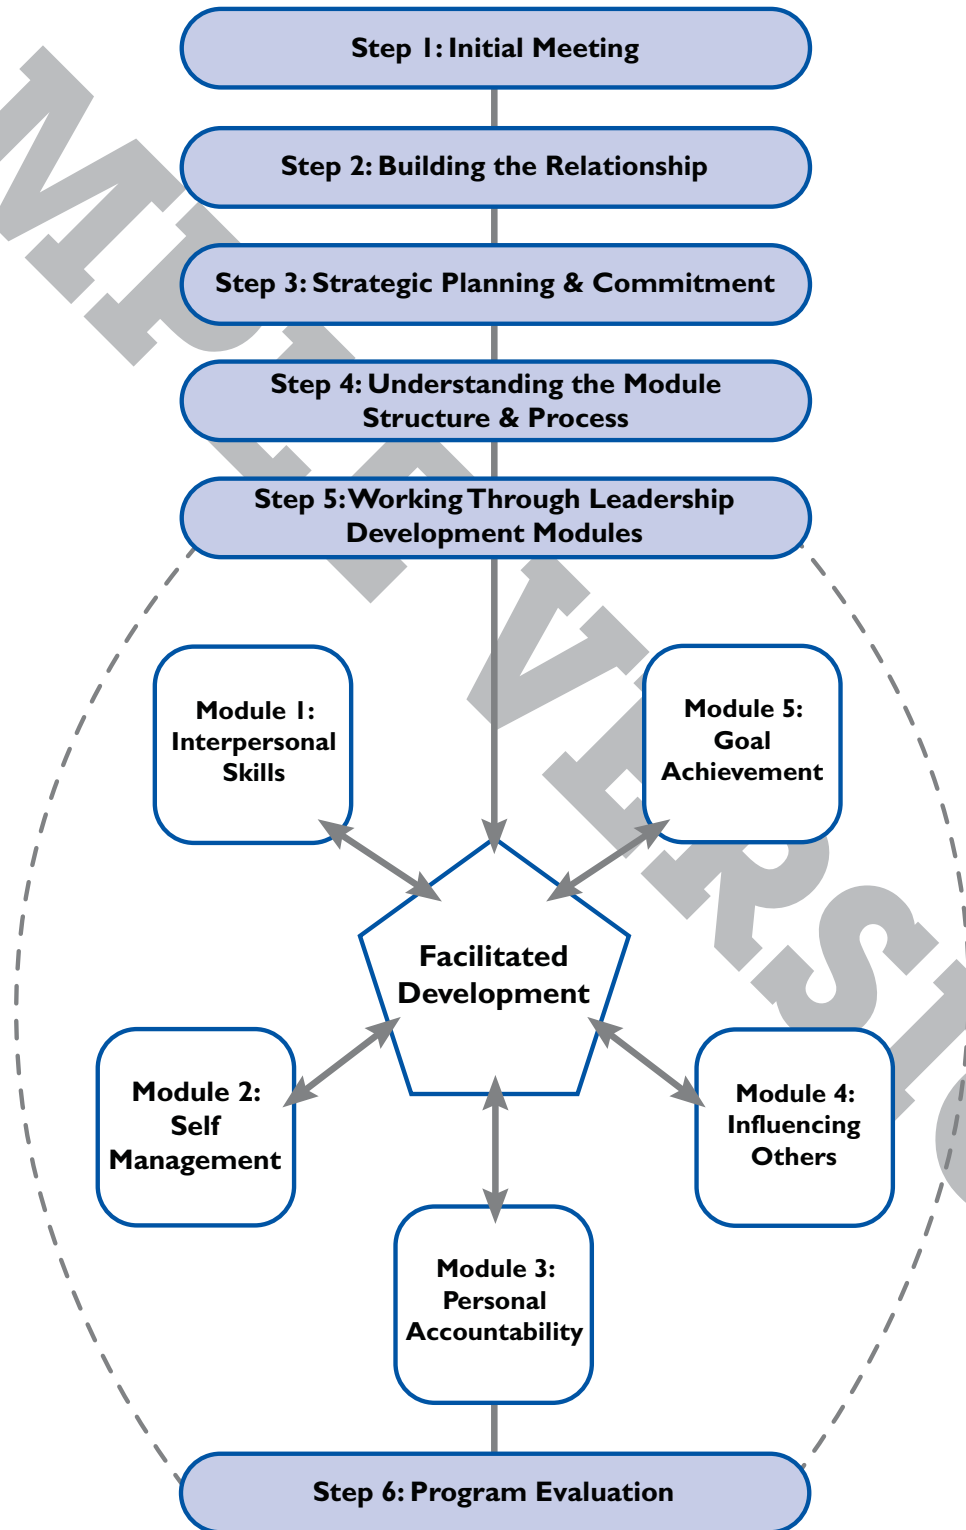 Step 1: Initial Meeting
Step 2: Building the Relationship
Step 3: Strategic Planning & Commitment
Step 4: Understanding the Module
Structure & Process
Step 5: Working Through Leadership
Development Modules
Module 1:
Interpersonal
Skills
Module 5:
Goal
Achievement
Facilitated
Development
Module 2:
Self
Management
Module 4:
Influencing
Others
Module 3:
Personal
Accountability
Step 6: Program Evaluation